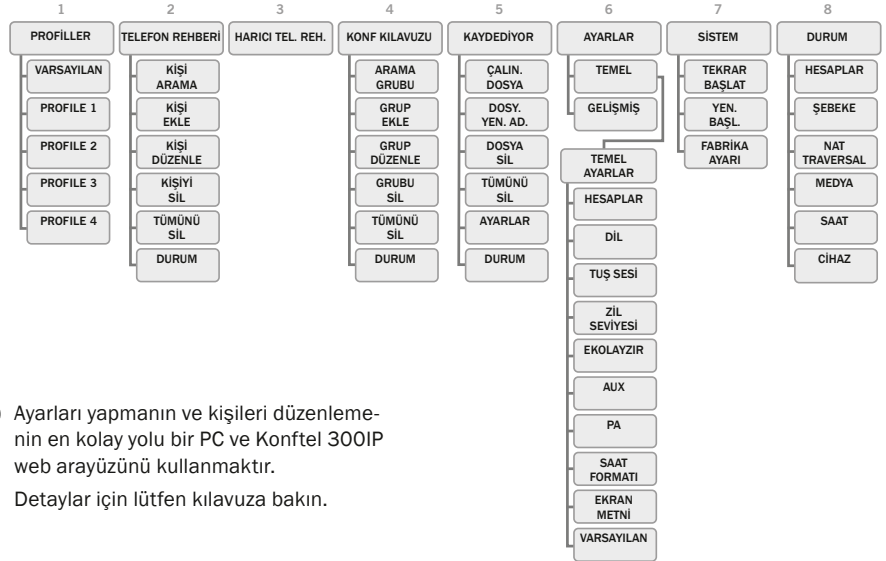 1 2 3 4 5 6 7 8
PROFİLLER TELEFON REHBERİ HARICI TEL. REH. KONF KILAVUZU KAYDEDİYOR AYARLAR SİSTEM DURUM
VARSAYILAN
PROFILE 1
PROFILE 2
PROFILE 3
PROFILE 4
KİŞİ
ARAMA
KİŞİ
EKLE
KİŞİ
DÜZENLE
KİŞİYİ
SİL
TÜMÜNÜ
SİL
DURUM
ARAMA
GRUBU
GRUP
EKLE
GRUP
DÜZENLE
GRUBU
SİL
TÜMÜNÜ
SİL
DURUM
ÇALIN.
DOSYA
DOSY.
YEN. AD.
DOSYA
SİL
TÜMÜNÜ
SİL
AYARLAR
DURUM
TEMEL
GELİŞMİŞ
TEMEL
AYARLAR
HESAPLAR
DİL
TUŞ SESİ
ZİL
SEVİYESİ
EKOLAYZIR
AUX
PA
SAAT
FORMATI
EKRAN
METNİ
VARSAYILAN
TEKRAR
BAŞLAT
YEN.
BAŞL.
FABRİKA
AYARI
HESAPLAR
ŞEBEKE
NAT
TRAVERSAL
MEDYA
SAAT
CİHAZ
Ayarları yapmanın ve kişileri düzenleme-
nin en kolay yolu bir PC ve Konftel 300IP
web arayüzünü kullanmaktır.
Detaylar için lütfen kılavuza bakın.